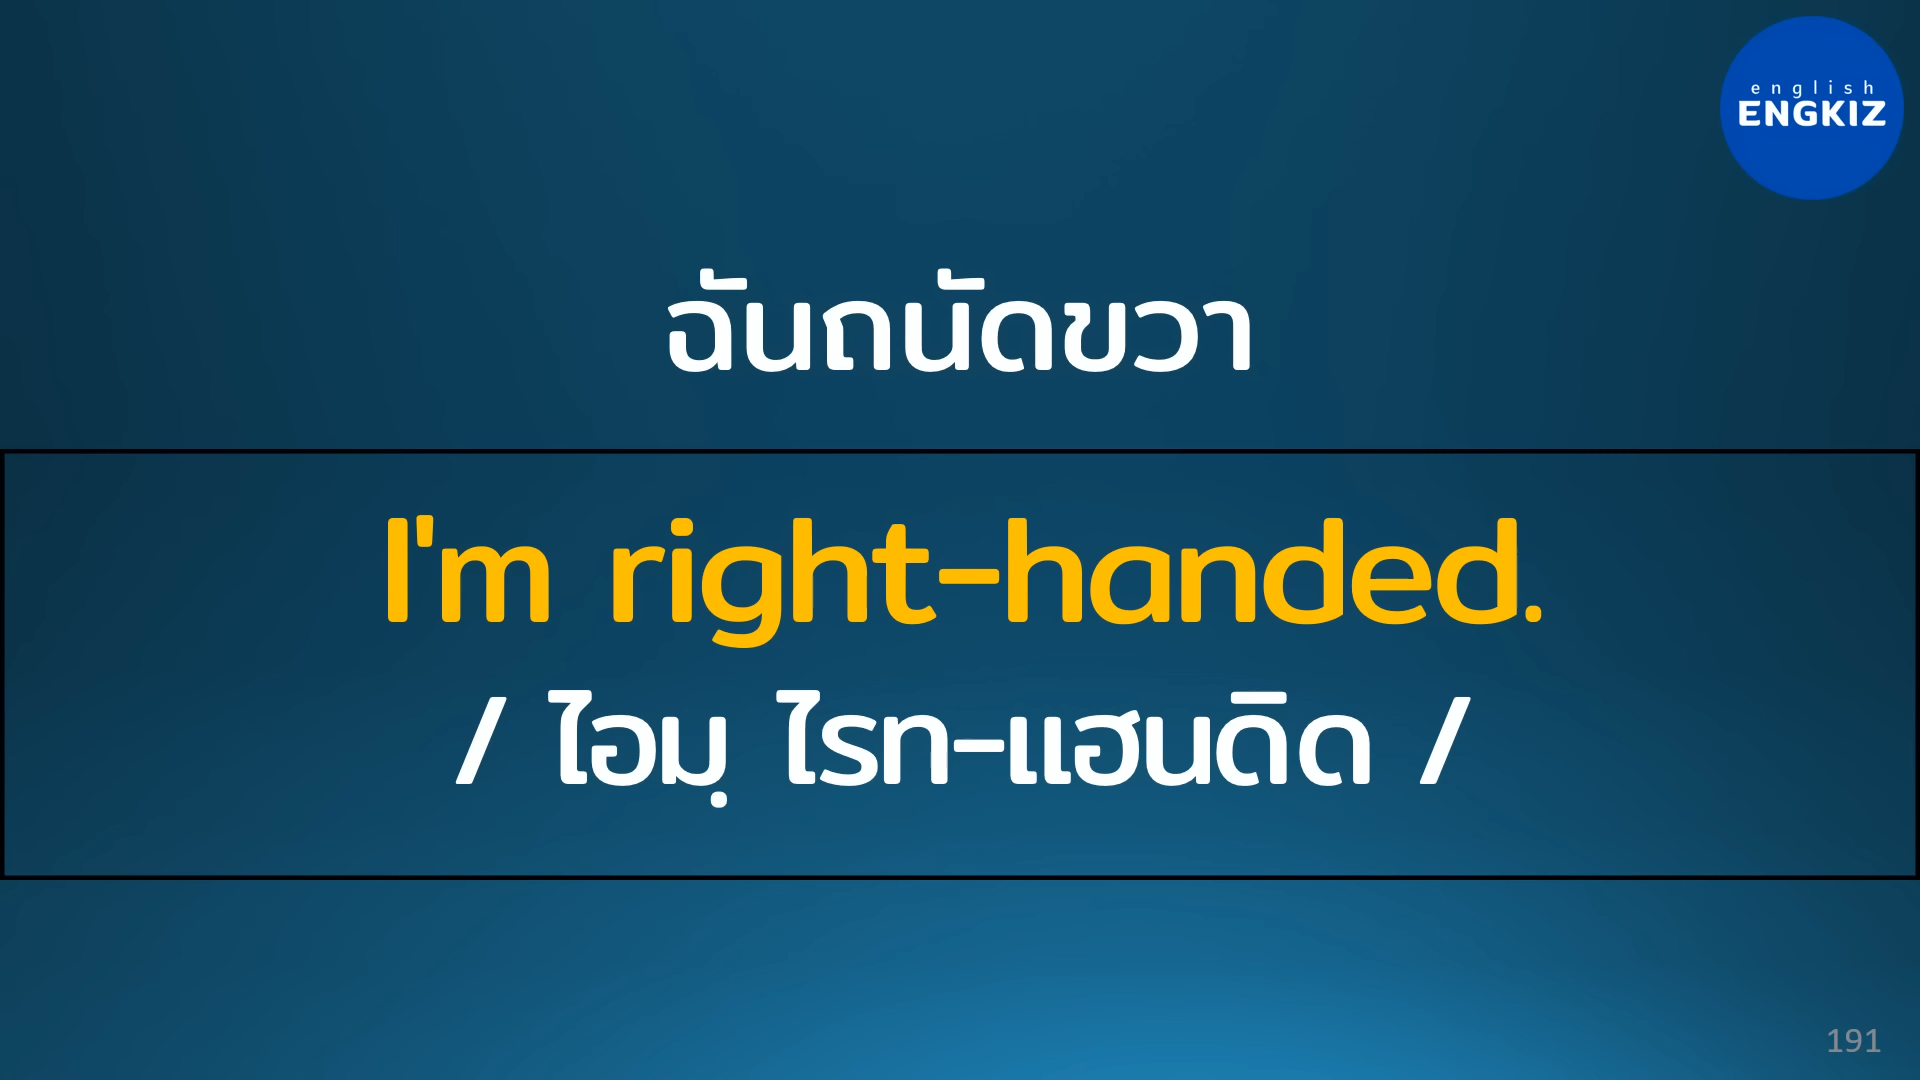 english
ENGKIZ
ฉันถนัดขวา
I'm right-handed.
/ ไอมฺ ไรท-แฮนดิด /
191